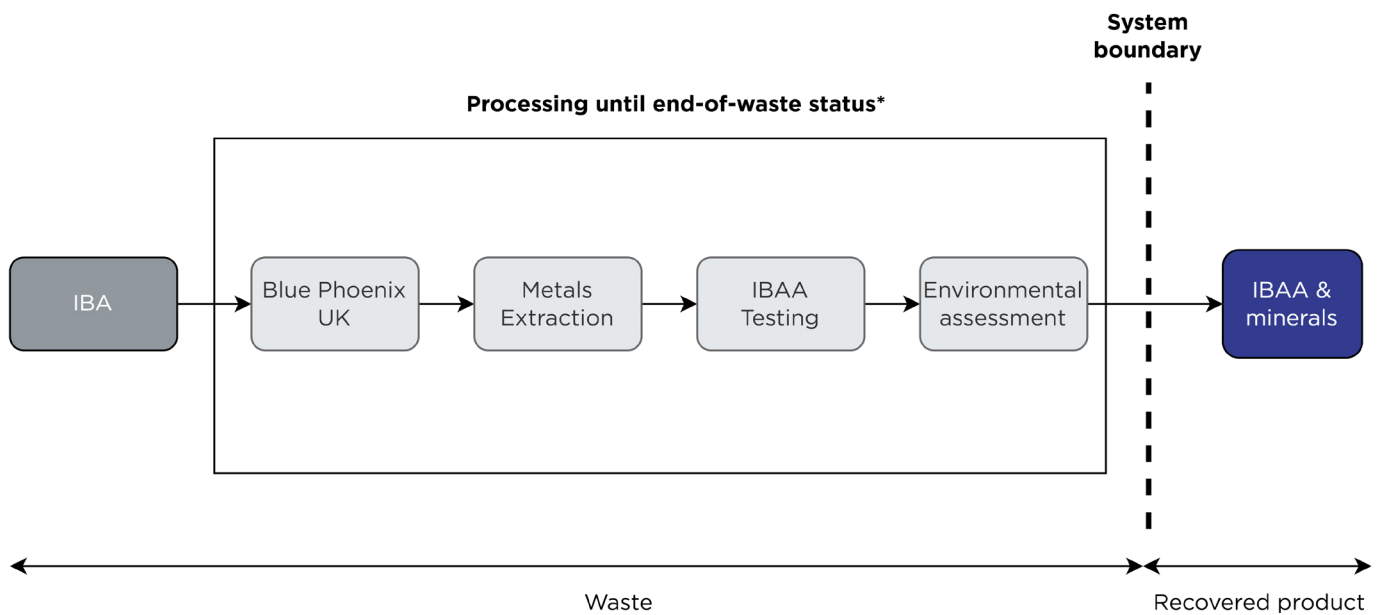 System
boundary
Processing until end-of-waste status*
IBA
Blue Phoenix
UK
Metals
Extraction
IBAA
Testing
Environmental
assessment
IBAA &
minerals
Waste
Recovered product